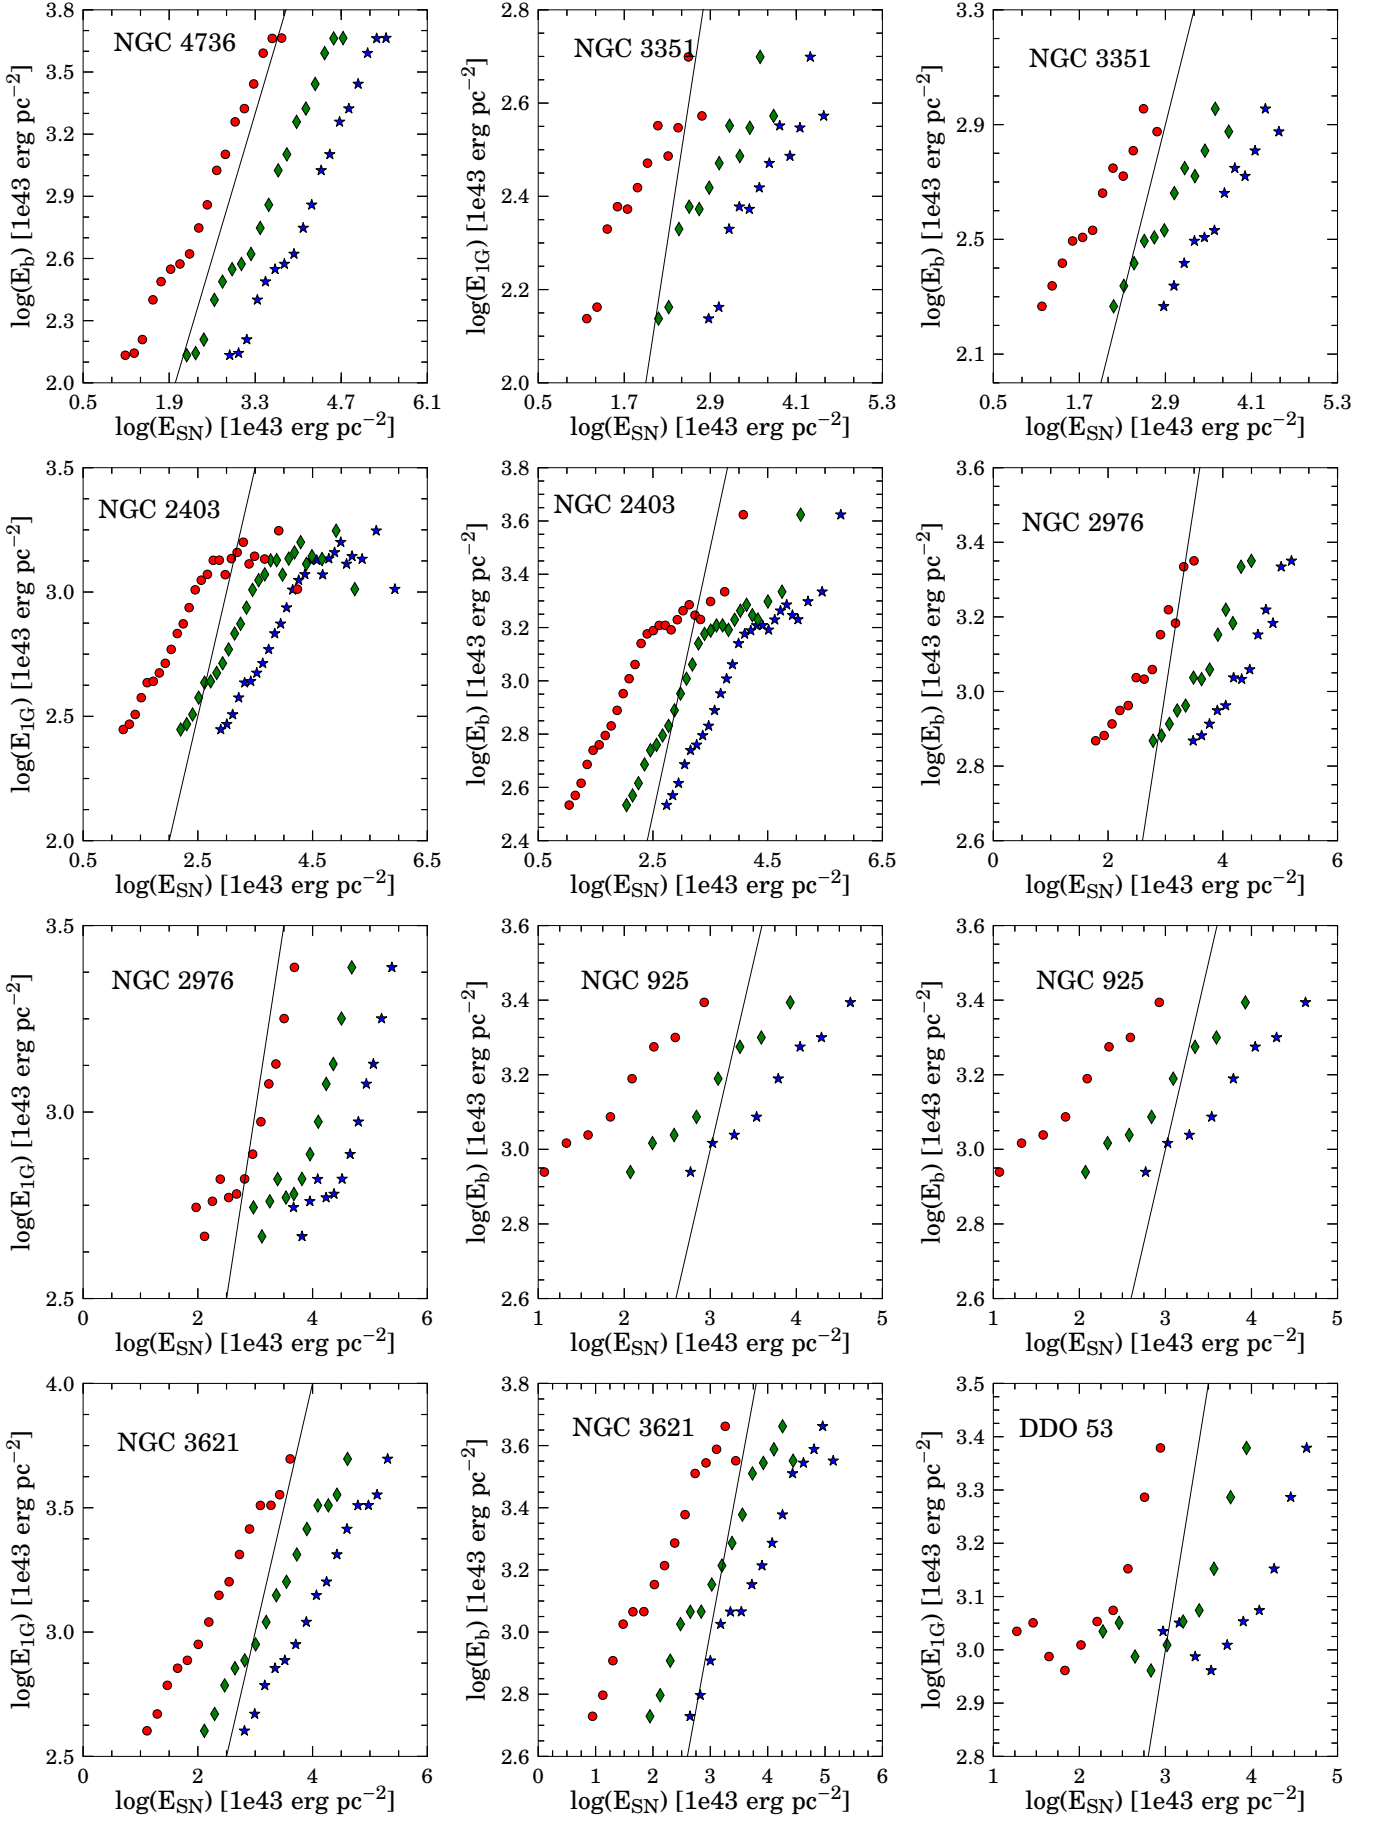 NGC 4736
3.8
3.5
3.2
2.9
2.6
2.3
2.0
0.5 1.9 3.3 4.7 6.1
log(E_b) [1e43 erg pc^−2]
log(E_SN) [1e43 erg pc^−2]
NGC 3351
2.8
2.6
2.4
2.2
2.0
0.5 1.7 2.9 4.1 5.3
log(E_1G) [1e43 erg pc^−2]
log(E_SN) [1e43 erg pc^−2]
NGC 3351
3.3
2.9
2.5
2.1
0.5 1.7 2.9 4.1 5.3
log(E_b) [1e43 erg pc^−2]
log(E_SN) [1e43 erg pc^−2]
NGC 2403
3.5
3.0
2.5
2.0
0.5 2.5 4.5 6.5
log(E_1G) [1e43 erg pc^−2]
log(E_SN) [1e43 erg pc^−2]
NGC 2403
3.8
3.6
3.4
3.2
3.0
2.8
2.6
2.4
0.5 2.5 4.5 6.5
log(E_b) [1e43 erg pc^−2]
log(E_SN) [1e43 erg pc^−2]
NGC 2976
3.6
3.4
3.2
3.0
2.8
2.6
0 2 4 6
log(E_b) [1e43 erg pc^−2]
log(E_SN) [1e43 erg pc^−2]
NGC 2976
3.5
3.0
2.5
0 2 4 6
log(E_1G) [1e43 erg pc^−2]
log(E_SN) [1e43 erg pc^−2]
NGC 925
3.6
3.4
3.2
3.0
2.8
2.6
1 2 3 4 5
log(E_b) [1e43 erg pc^−2]
log(E_SN) [1e43 erg pc^−2]
NGC 925
3.6
3.4
3.2
3.0
2.8
2.6
1 2 3 4 5
log(E_b) [1e43 erg pc^−2]
log(E_SN) [1e43 erg pc^−2]
NGC 3621
4.0
3.5
3.0
2.5
0 2 4 6
log(E_1G) [1e43 erg pc^−2]
log(E_SN) [1e43 erg pc^−2]
NGC 3621
3.8
3.6
3.4
3.2
3.0
2.8
2.6
0 1 2 3 4 5 6
log(E_b) [1e43 erg pc^−2]
log(E_SN) [1e43 erg pc^−2]
DDO 53
3.5
3.4
3.3
3.2
3.1
3.0
2.9
2.8
1 2 3 4 5
log(E_1G) [1e43 erg pc^−2]
log(E_SN) [1e43 erg pc^−2]